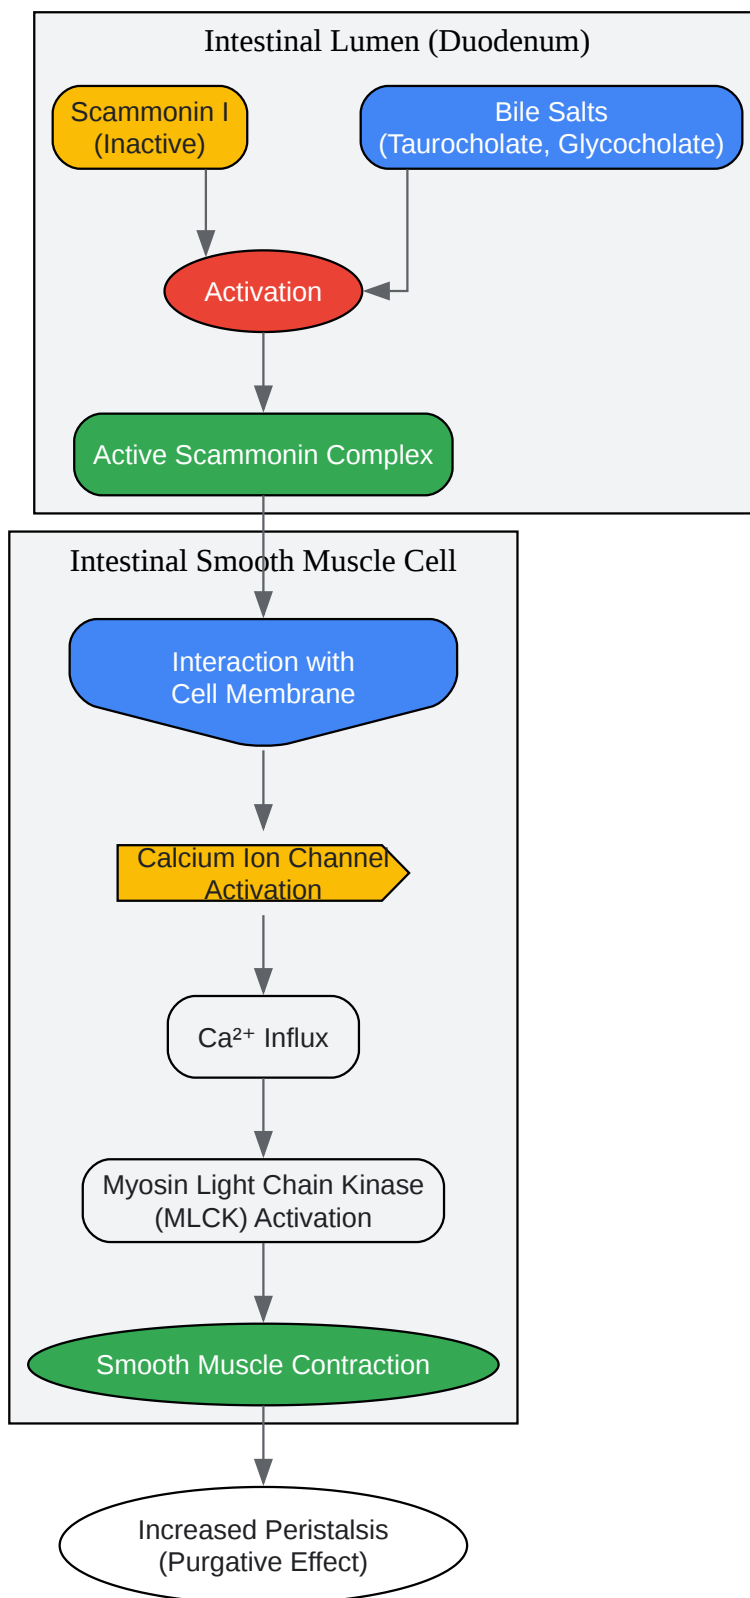 Intestinal Lumen (Duodenum)
Scammonin I
(Inactive)
Bile Salts
(Taurocholate, Glycocholate)
Activation
Active Scammonin Complex
Intestinal Smooth Muscle Cell
Interaction with
Cell Membrane
Calcium Ion Channel
Activation
Ca²⁺ Influx
Myosin Light Chain Kinase
(MLCK) Activation
Smooth Muscle Contraction
Increased Peristalsis
(Purgative Effect)